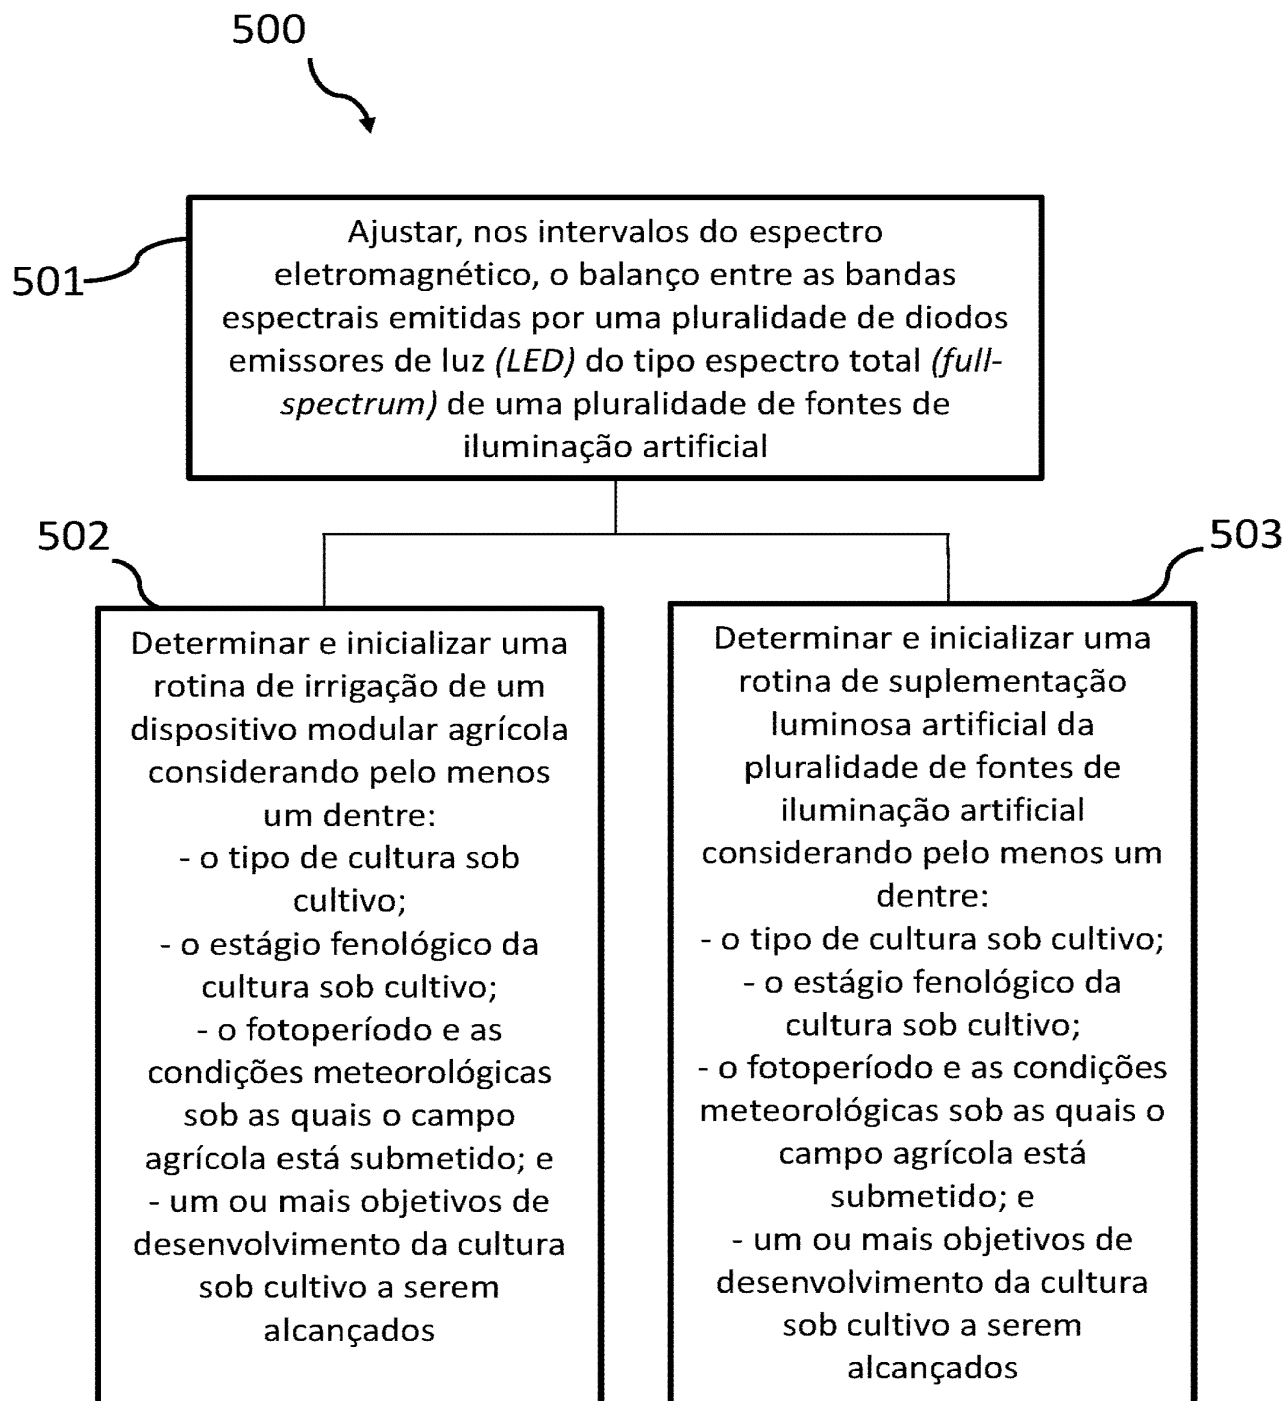 500
501
Ajustar, nos intervalos do espectro
eletromagnético, o balanço entre as bandas
espectrais emitidas por uma pluralidade de diodos
emissores de luz (LED) do tipo espectro total (full-
spectrum) de uma pluralidade de fontes de
iluminação artificial
502
Determinar e inicializar uma
rotina de irrigação de um
dispositivo modular agrícola
considerando pelo menos
um dentre:
- o tipo de cultura sob
cultivo;
- o estágio fenológico da
cultura sob cultivo;
- o fotoperíodo e as
condições meteorológicas
sob as quais o campo
agrícola está submetido; e
- um ou mais objetivos de
desenvolvimento da cultura
sob cultivo a serem
alcançados
503
Determinar e inicializar uma
rotina de suplementação
luminosa artificial da
pluralidade de fontes de
iluminação artificial
considerando pelo menos um
dentre:
- o tipo de cultura sob cultivo;
- o estágio fenológico da
cultura sob cultivo;
- o fotoperíodo e as condições
meteorológicas sob as quais o
campo agrícola está
submetido; e
- um ou mais objetivos de
desenvolvimento da cultura
sob cultivo a serem
alcançados